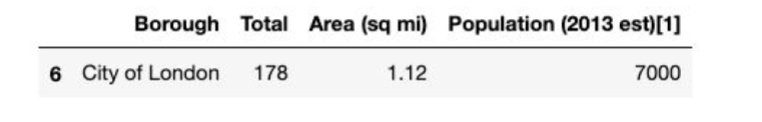 Borough Total Area (sq mi) Population (2013 est)[1]
6 City of London 178 1.12 7000